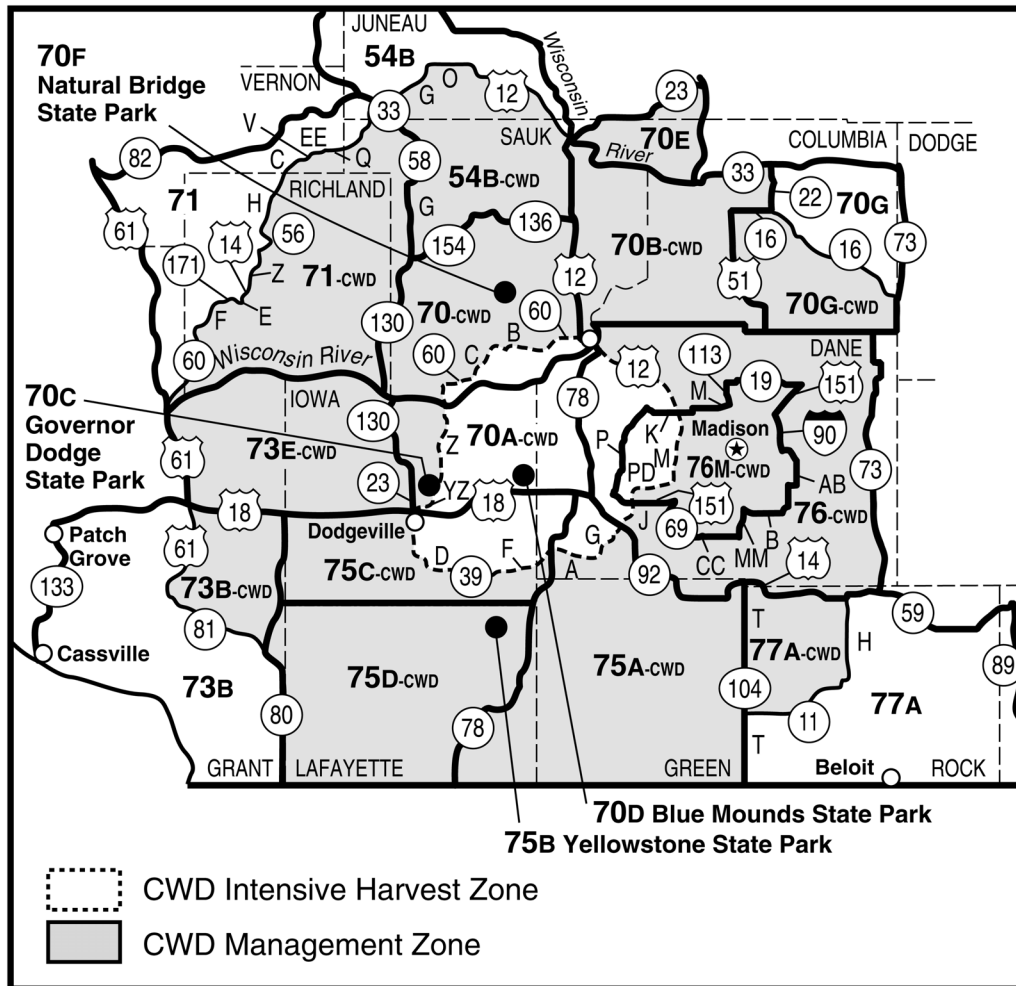 JUNEAU
54B
Wisconsin
70F
Natural Bridge
State Park
VERNON
G
O
12
23
33
V
EE
C
Q
SAUK
River
70E
COLUMBIA
DODGE
82
58
33
71
RICHLAND
54B-CWD
22
70G
H
G
61
14
56
136
16
73
154
70B-CWD
16
171
Z
12
51
71-CWD
70G-CWD
F
E
130
70-CWD
B
60
60
Wisconsin River
60
C
113
DANE
12
19
151
70C
Governor
Dodge
State Park
IOWA
78
M
130
70A-CWD
K
Madison
90
73E-CWD
Z
P
M
76M-CWD
61
PD
73
23
YZ
AB
18
18
151
Patch
Grove
Dodgeville
J
76-CWD
61
G
69
B
75C-CWD
D
F
MM
14
39
A
92
CC
133
73B-CWD
59
81
T
H
Cassville
77A-CWD
75D-CWD
75A-CWD
89
73B
104
77A
80
78
11
T
GRANT
LAFAYETTE
GREEN
Beloit
ROCK
70D Blue Mounds State Park
75B Yellowstone State Park
CWD Intensive Harvest Zone
CWD Management Zone